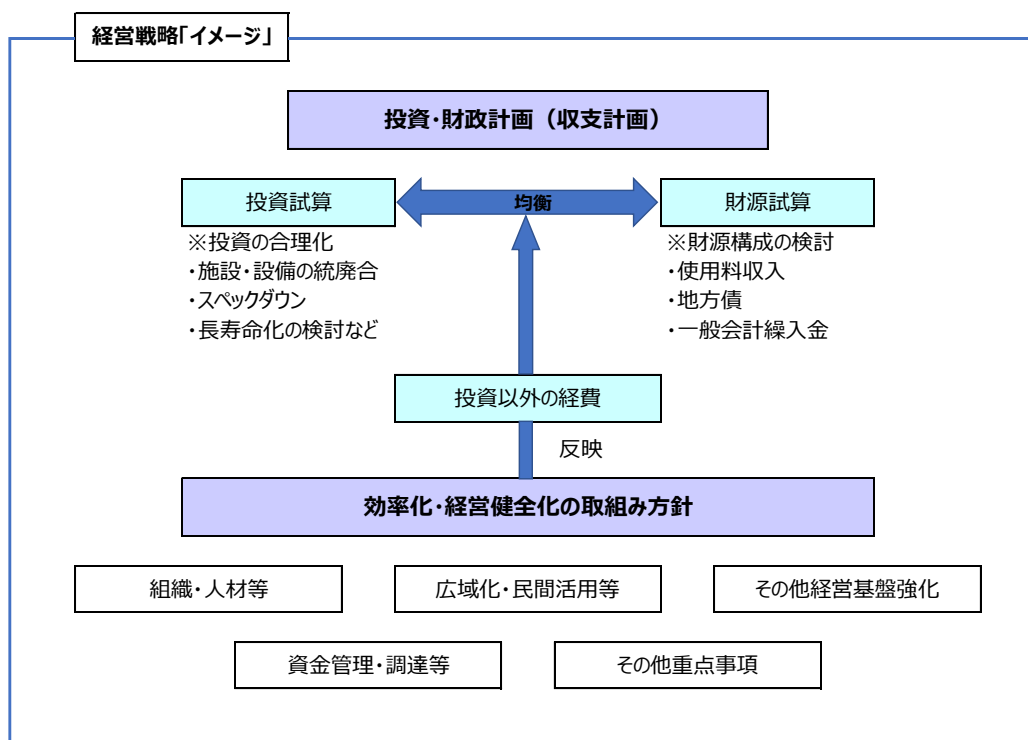 経営戦略「イメージ」
投資・財政計画（収支計画）
投資試算
均衡
財源試算
※投資の合理化
・施設・設備の統廃合
・スペックダウン
・長寿命化の検討など
※財源構成の検討
・使用料収入
・地方債
・一般会計繰入金
投資以外の経費
反映
効率化・経営健全化の取組み方針
組織・人材等
広域化・民間活用等
その他経営基盤強化
資金管理・調達等
その他重点事項